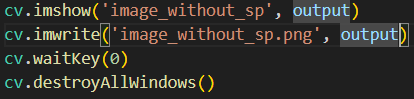 cv.imshow('image_without_sp', output)
cv.imwrite('image_without_sp.png', output)
cv.waitKey(0)
cv.destroyAllWindows()